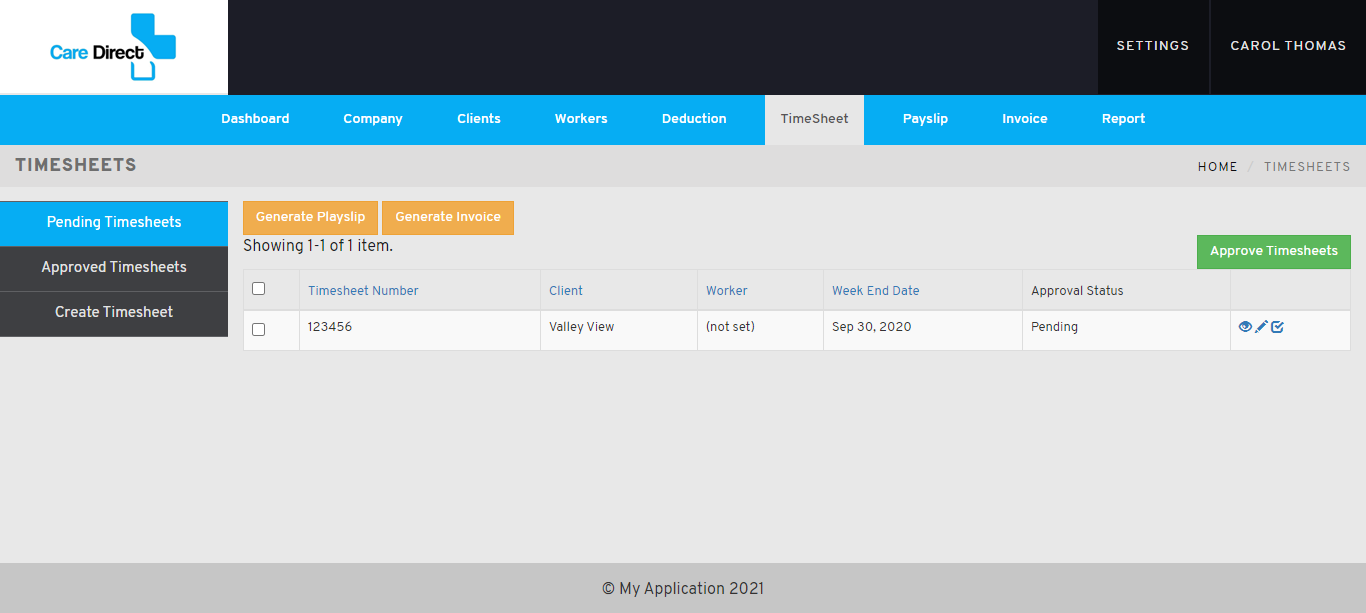 Care Direct
SETTINGS CAROL THOMAS
Dashboard Company Clients Workers Deduction TimeSheet Payslip Invoice Report
TIMESHEETS
HOME / TIMESHEETS
Pending Timesheets
Approved Timesheets
Create Timesheet
Generate Playslip Generate Invoice
Showing 1-1 of 1 item.
Approve Timesheets
Timesheet Number Client Worker Week End Date Approval Status
123456 Valley View (not set) Sep 30, 2020 Pending
© My Application 2021